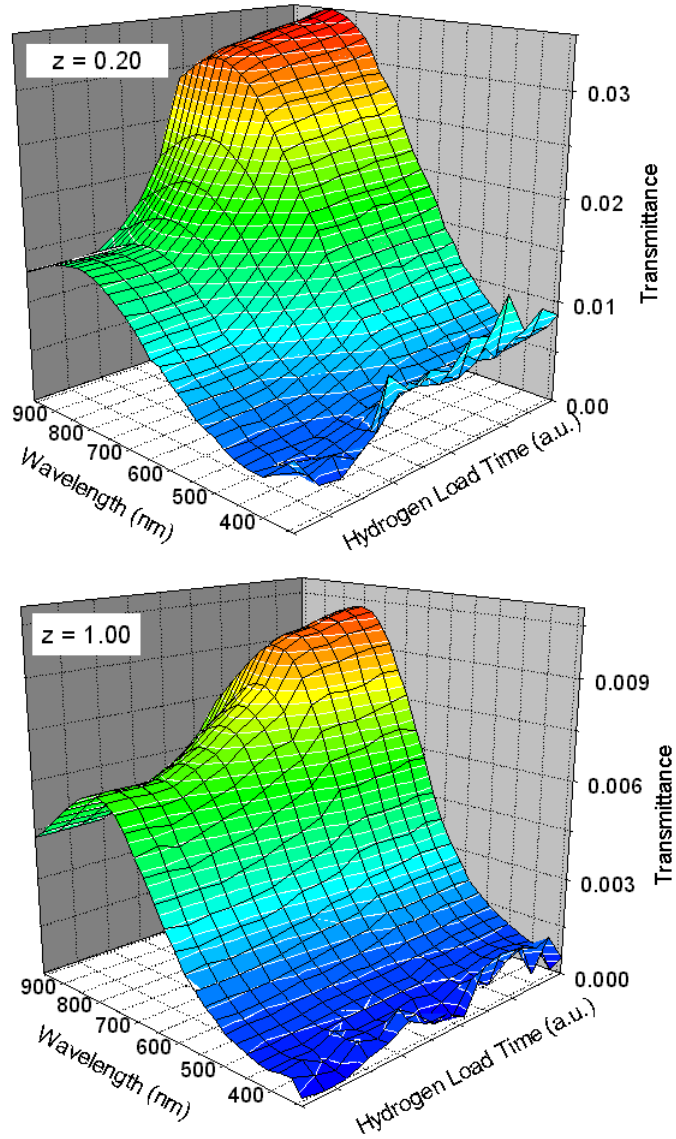 z = 0.20
0.03
0.02
0.01
0.00
Transmittance
900
800
700
600
500
400
Wavelength (nm)
Hydrogen Load Time (a.u.)
z = 1.00
0.009
0.006
0.003
0.000
Transmittance
900
800
700
600
500
400
Wavelength (nm)
Hydrogen Load Time (a.u.)